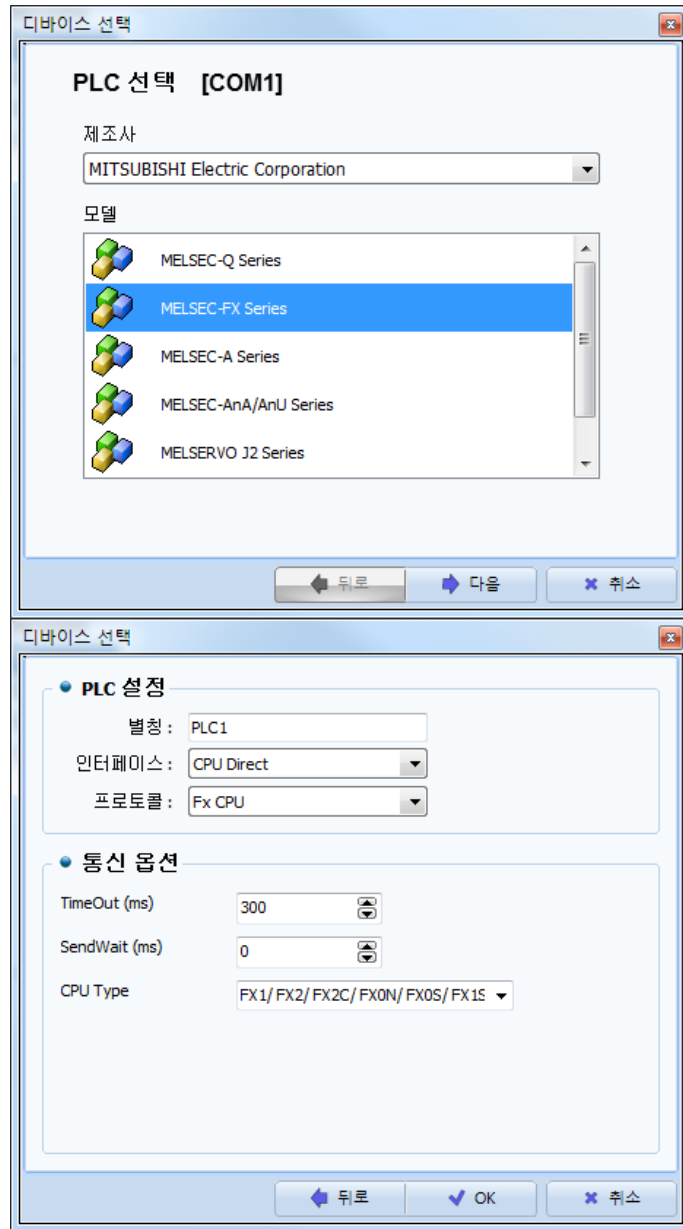 디바이스 선택
PLC 선택 [COM1]
제조사
MITSUBISHI Electric Corporation
모델
MELSEC-Q Series
MELSEC-FX Series
MELSEC-A Series
MELSEC-AnA/AnU Series
MELSERVO J2 Series
뒤로 다음 취소
디바이스 선택
PLC 설정
별칭 : PLC1
인터페이스 : CPU Direct
프로토콜 : Fx CPU
통신 옵션
TimeOut (ms) 300
SendWait (ms) 0
CPU Type FX1/ FX2/ FX2C/ FX0N/ FX0S/ FX1S
뒤로 OK 취소